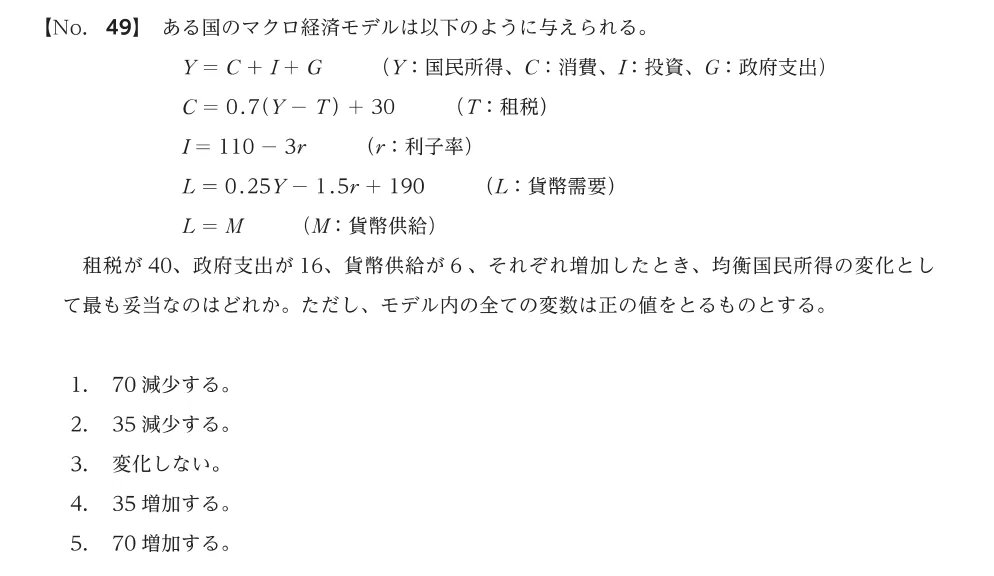 【No. 49】 ある国のマクロ経済モデルは以下のように与えられる。
Y = C + I + G （Y：国民所得、C：消費、I：投資、G：政府支出）
C = 0.7(Y − T) + 30 （T：租税）
I = 110 − 3r （r：利子率）
L = 0.25Y − 1.5r + 190 （L：貨幣需要）
L = M （M：貨幣供給）
租税が 40、政府支出が 16、貨幣供給が 6 、それぞれ増加したとき、均衡国民所得の変化とし
て最も妥当なのはどれか。ただし、モデル内の全ての変数は正の値をとるものとする。
1. 70 減少する。
2. 35 減少する。
3. 変化しない。
4. 35 増加する。
5. 70 増加する。